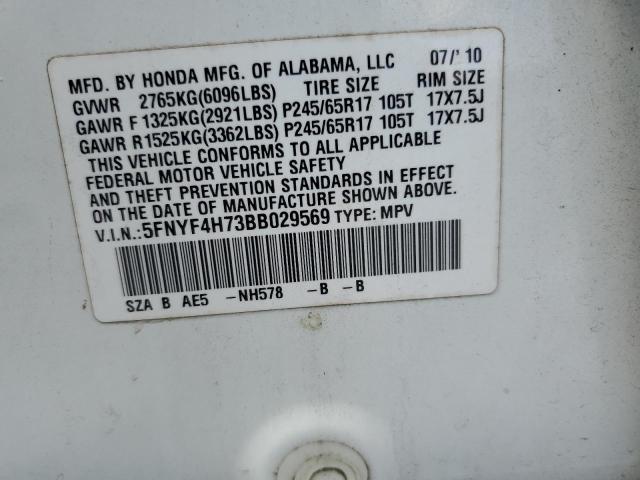 MFD. BY HONDA MFG. OF ALABAMA, LLC 07/'10
GVWR 2765KG(6096LBS) TIRE SIZE RIM SIZE
GAWR F 1325KG(2921LBS) P245/65R17 105T 17X7.5J
GAWR R 1525KG(3362LBS) P245/65R17 105T 17X7.5J
THIS VEHICLE CONFORMS TO ALL APPLICABLE
FEDERAL MOTOR VEHICLE SAFETY
AND THEFT PREVENTION STANDARDS IN EFFECT
ON THE DATE OF MANUFACTURE SHOWN ABOVE.
V.I.N.:5FNYF4H73BB029569 TYPE: MPV
SZA B AE5 -NH578 -B -B